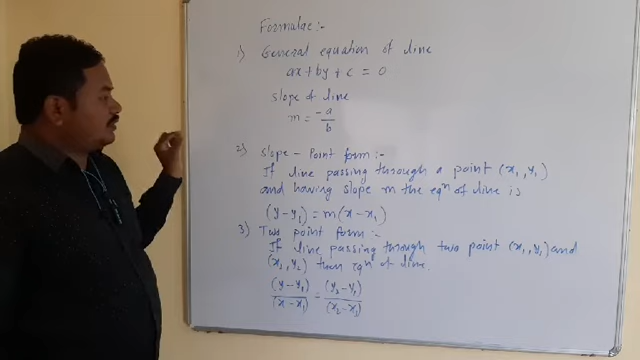 Formulae:-
1) General equation of line
ax + by + c = 0
slope of line
m = -a/b
2) slope - Point form:-
If line passing through a point (x₁, y₁)
and having slope m the eqⁿ of line is
(y-y₁) = m(x-x₁)
3) Two point form:-
If line passing through two point (x₁, y₁) and
(x₂, y₂) then eqⁿ of line.
(y-y₁)/(x-x₁) = (y₂-y₁)/(x₂-x₁)